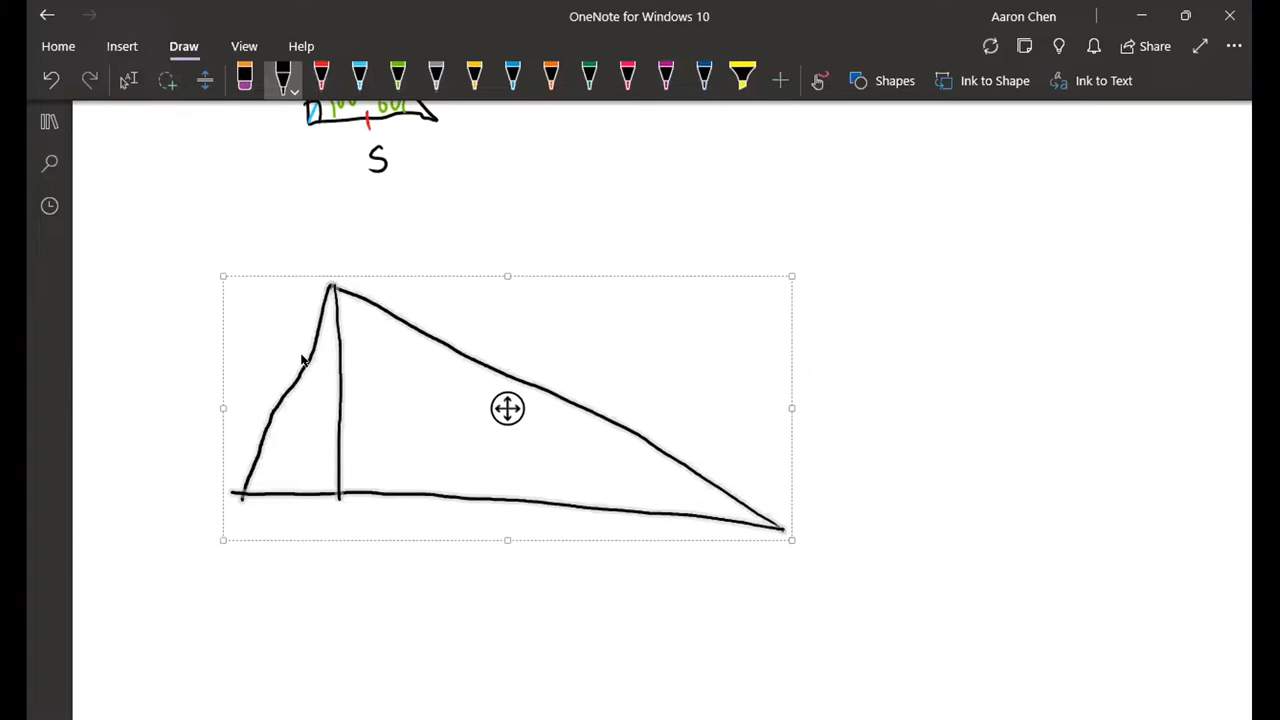 OneNote for Windows 10
Aaron Chen
Home Insert Draw View Help
Share
Shapes
Ink to Shape
Ink to Text
S